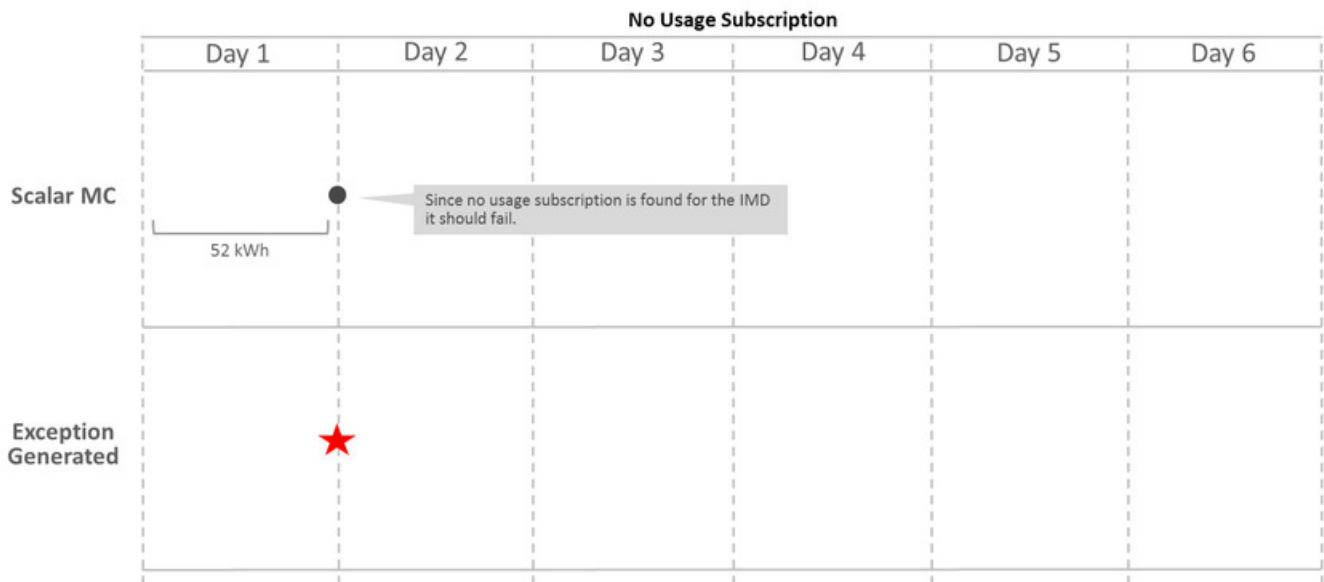 No Usage Subscription
Day 1 Day 2 Day 3 Day 4 Day 5 Day 6
Scalar MC
Since no usage subscription is found for the IMD
it should fail.
52 kWh
Exception
Generated